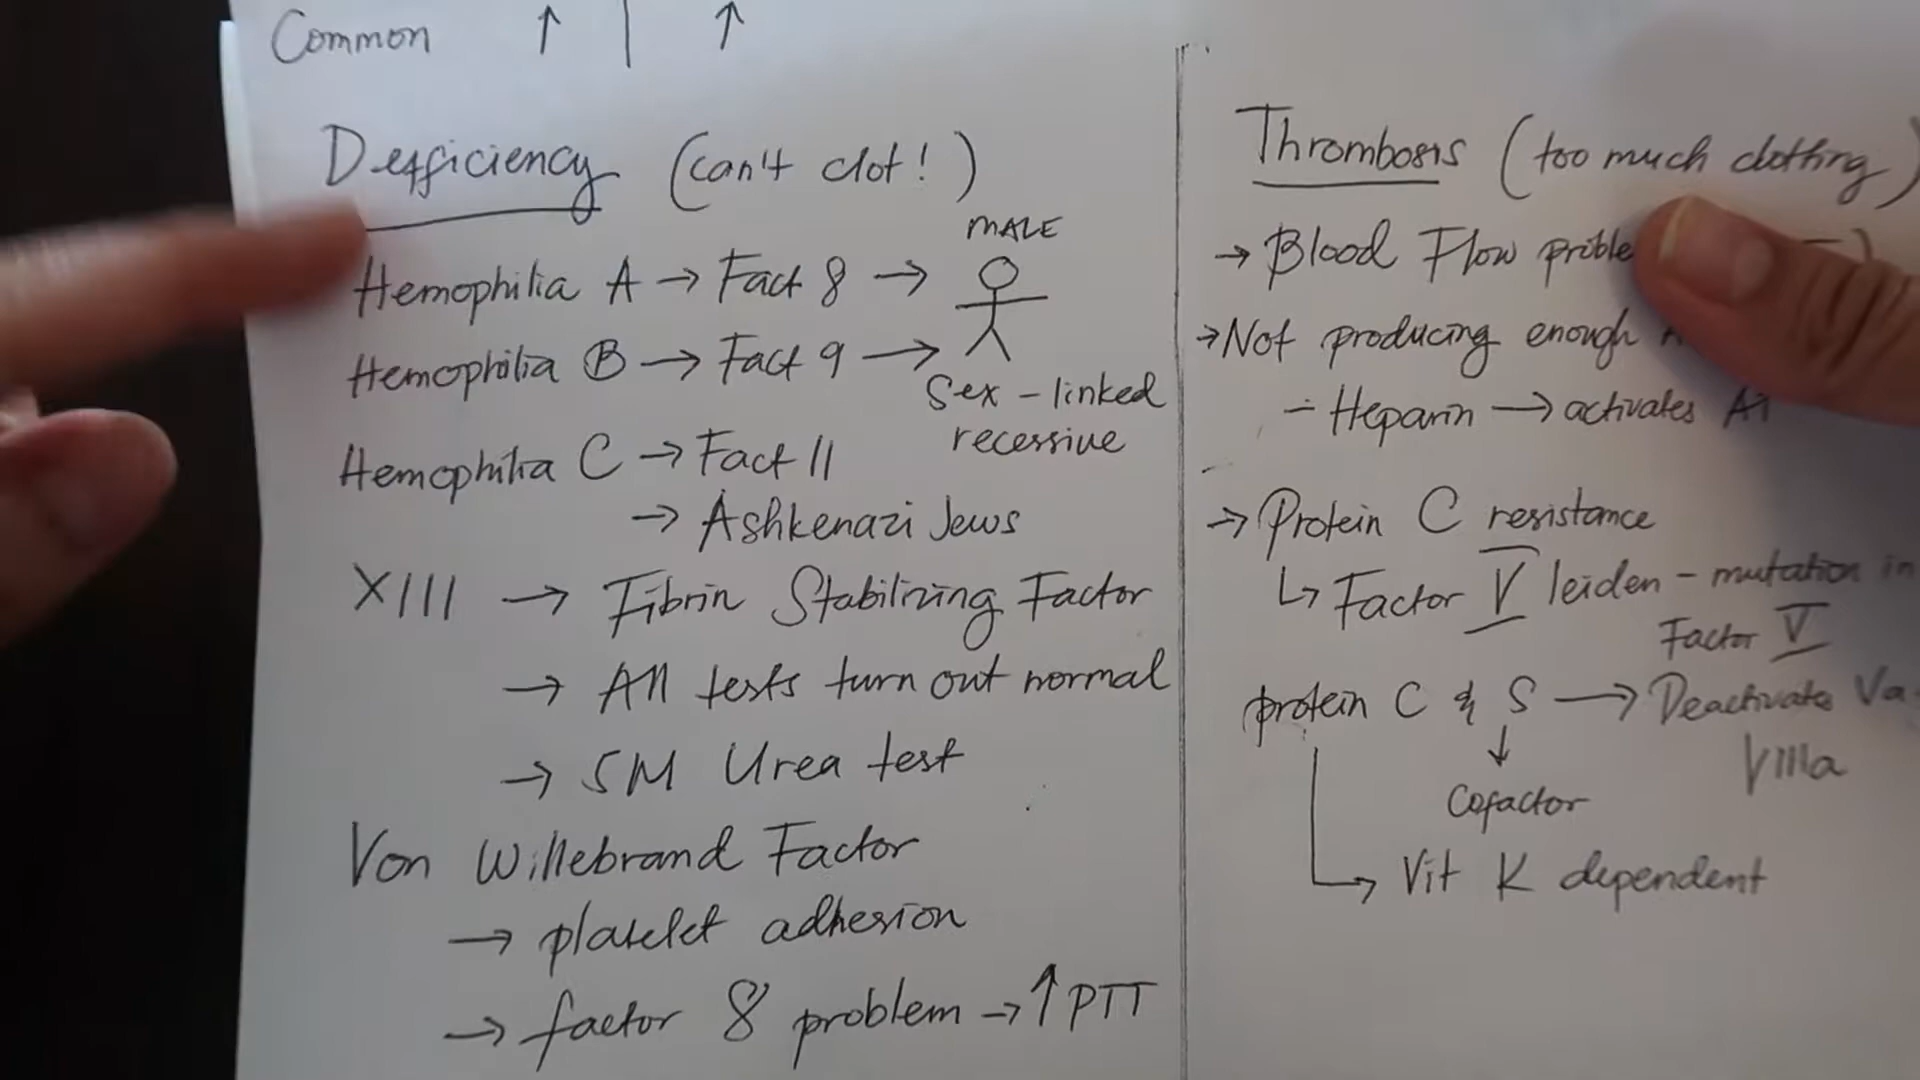 Common ↑ | ↑
Defficiency (can't clot!)
MALE
Hemophilia A → Fact 8 →
Hemophilia B → Fact 9 →
Sex-linked
recessive
Hemophilia C → Fact 11
→ Ashkenazi Jews
XIII → Fibrin Stabilizing Factor
→ All tests turn out normal
→ 5M Urea test
Von Willebrand Factor
→ platelet adhesion
→ factor 8 problem → ↑ PTT
Thrombosis (too much clotting)
→ Blood Flow
→ Not producing enough
- Heparin → activates AT
→ Protein C resistance
↳ Factor V leiden - mutation in
Factor V
protein C & S → Deactivates Va
VIIIa
↓
Cofactor
→ Vit K dependent